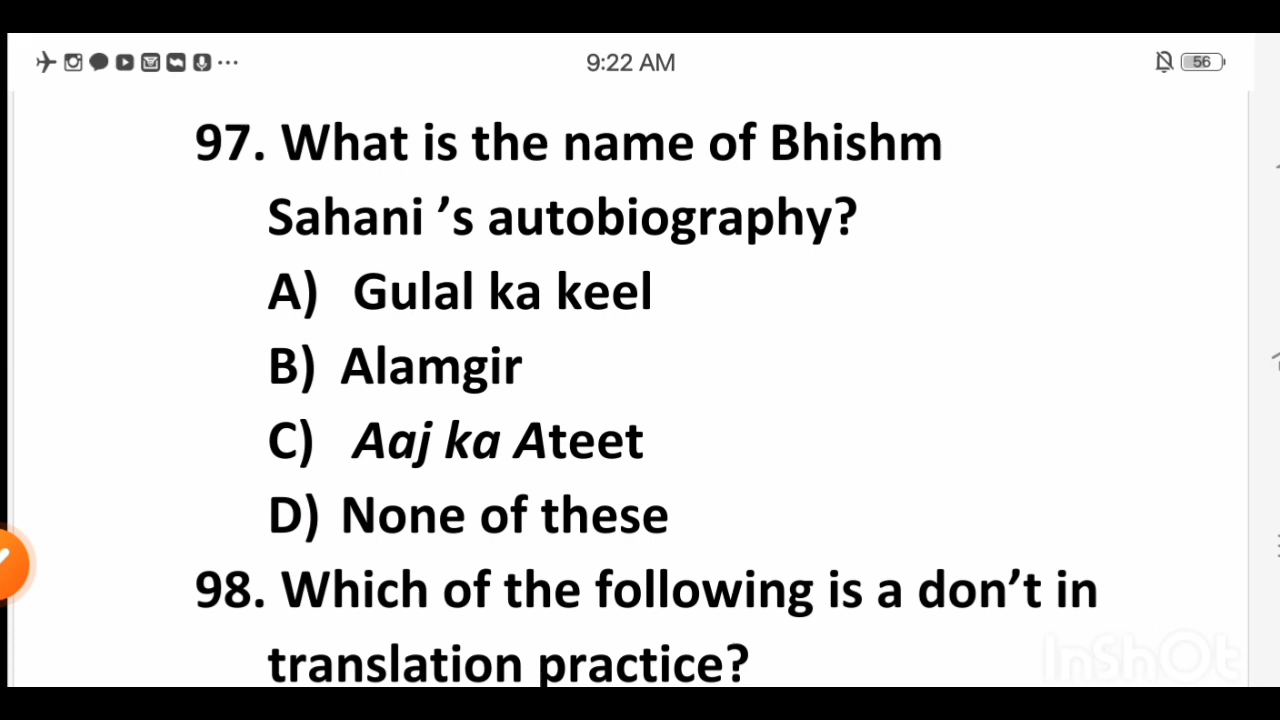 9:22 AM
56
97. What is the name of Bhishm
Sahani ’s autobiography?
A) Gulal ka keel
B) Alamgir
C) Aaj ka Ateet
D) None of these
98. Which of the following is a don’t in
translation practice?
InShOt